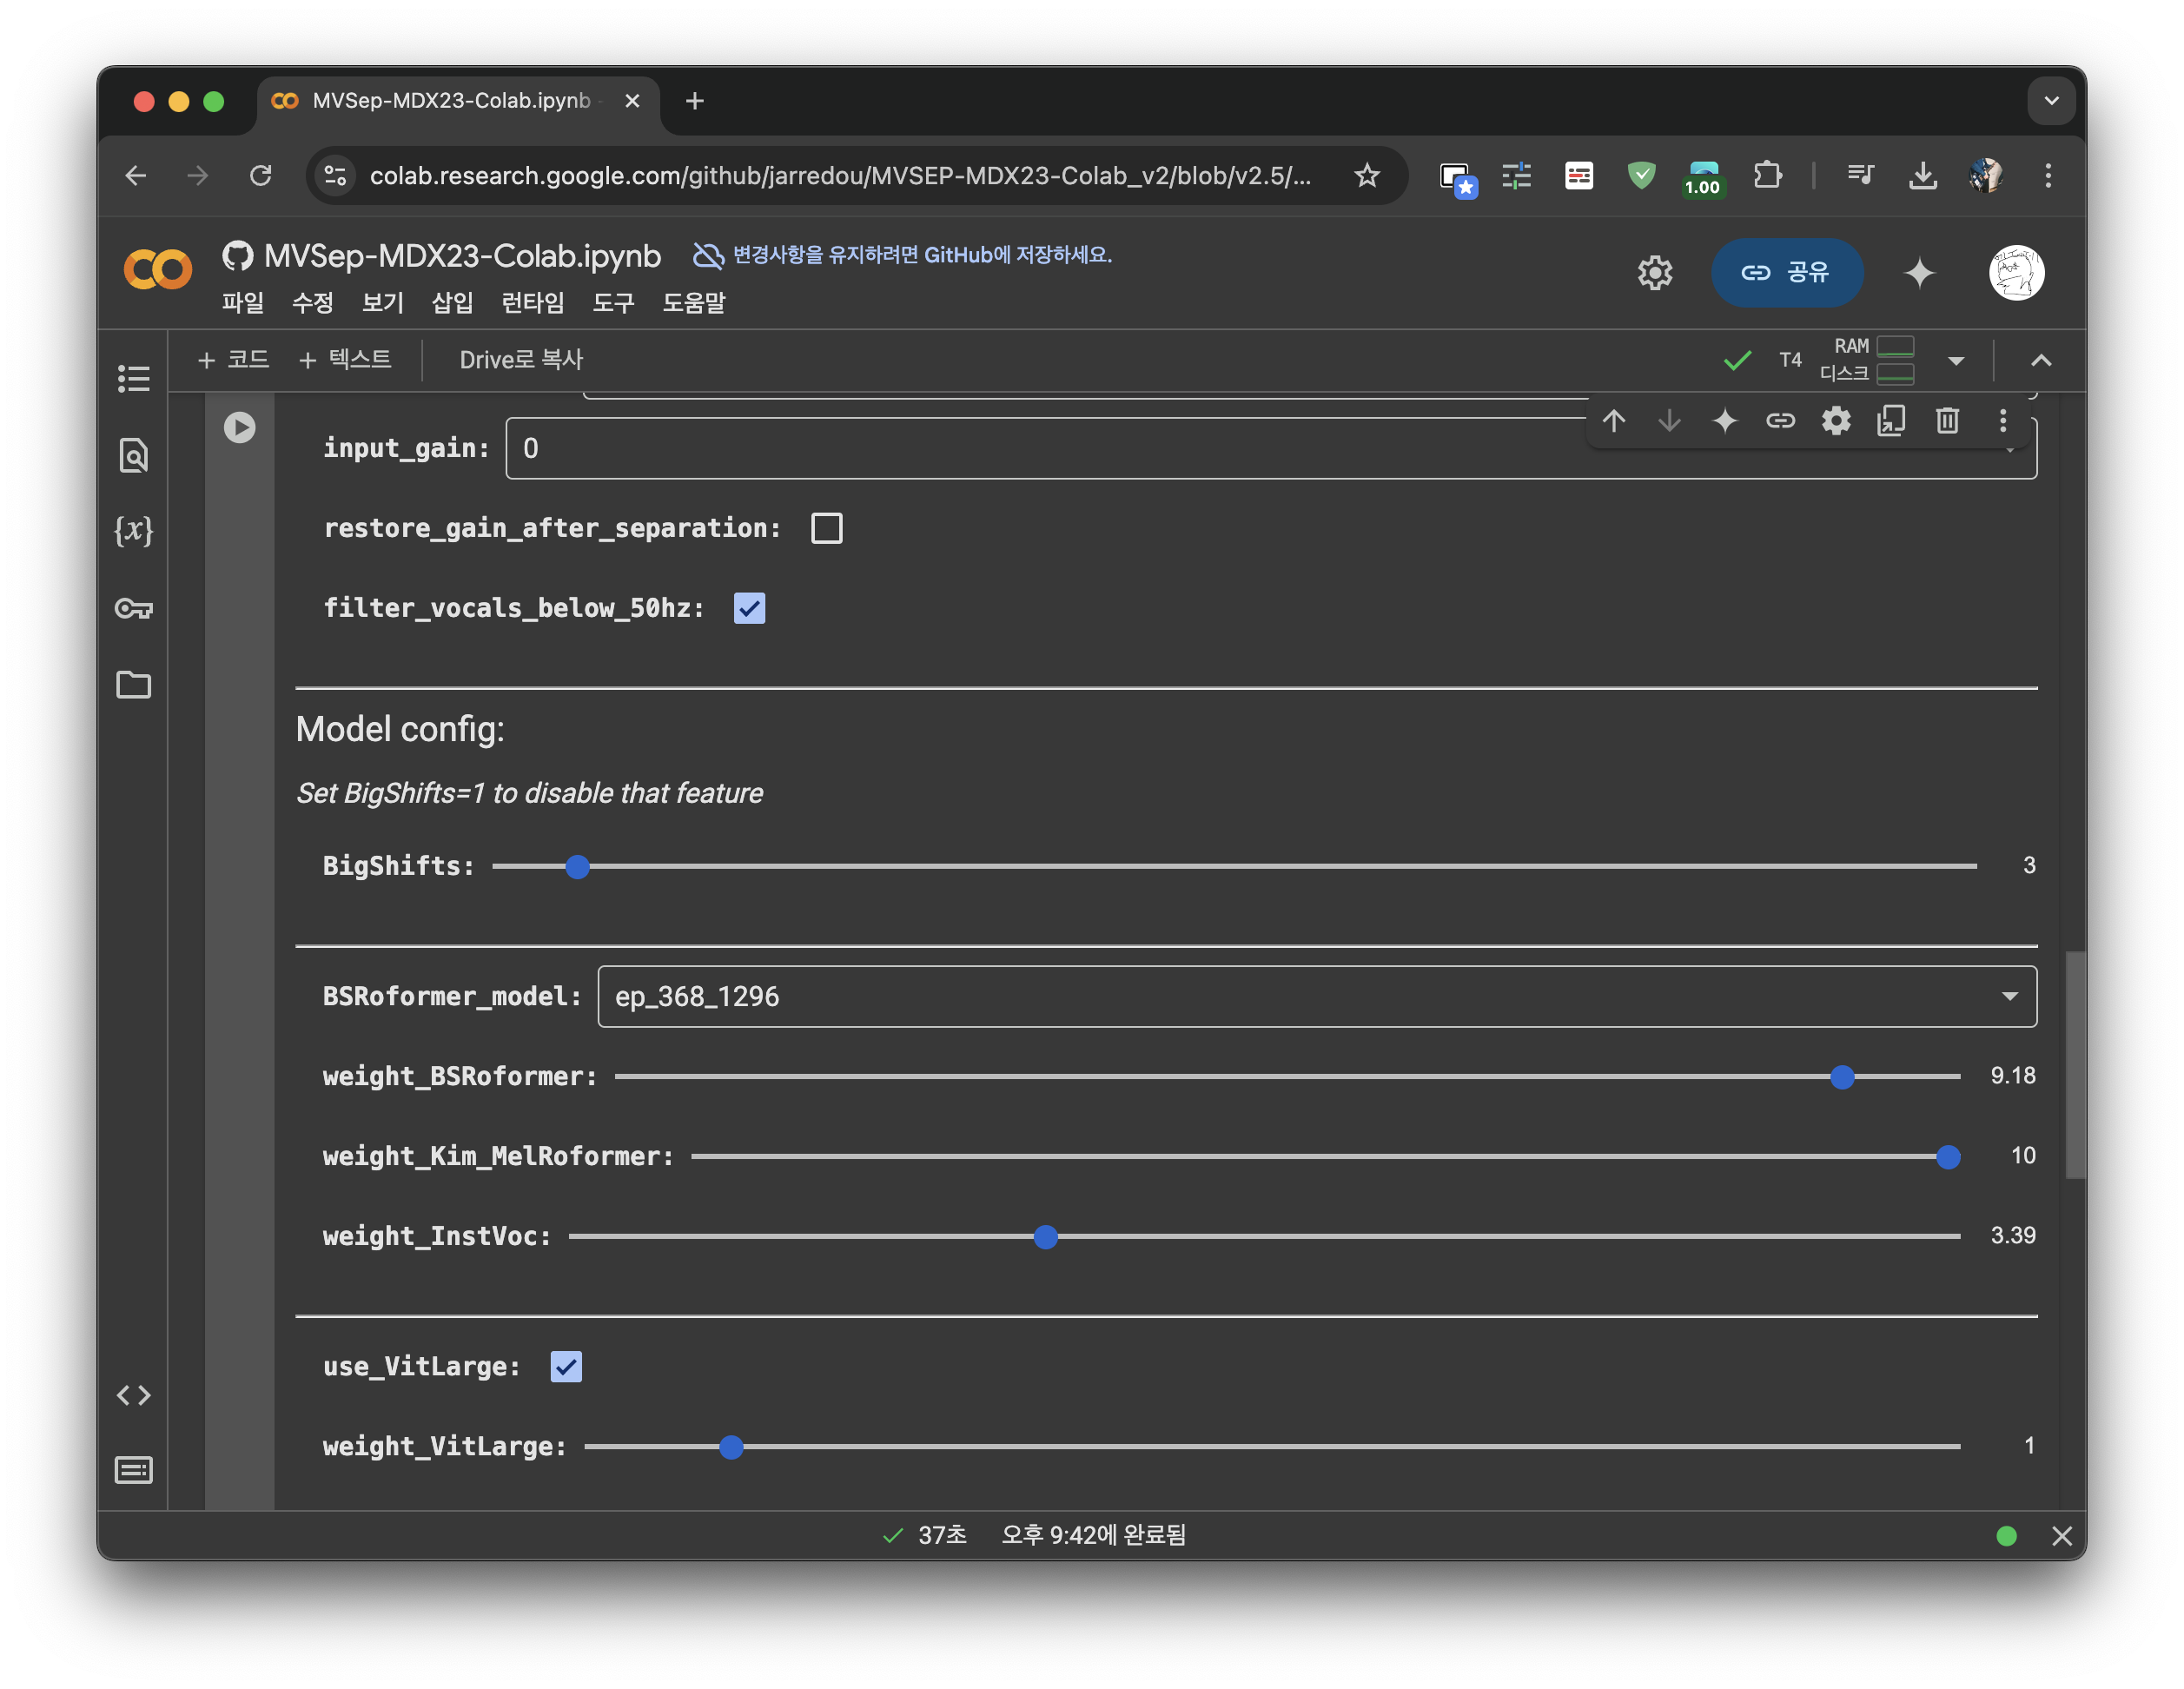 MVSep-MDX23-Colab.ipynb
colab.research.google.com/github/jarredou/MVSEP-MDX23-Colab_v2/blob/v2.5/...
1.00
MVSep-MDX23-Colab.ipynb
변경사항을 유지하려면 GitHub에 저장하세요.
공유
파일 수정 보기 삽입 런타임 도구 도움말
+ 코드 + 텍스트 Drive로 복사
T4
RAM
디스크
input_gain: 0
restore_gain_after_separation:
filter_vocals_below_50hz:
{x}
Model config:
Set BigShifts=1 to disable that feature
BigShifts: 3
BSRoformer_model: ep_368_1296
weight_BSRoformer: 9.18
weight_Kim_MelRoformer: 10
weight_InstVoc: 3.39
use_VitLarge:
weight_VitLarge: 1
37초 오후 9:42에 완료됨